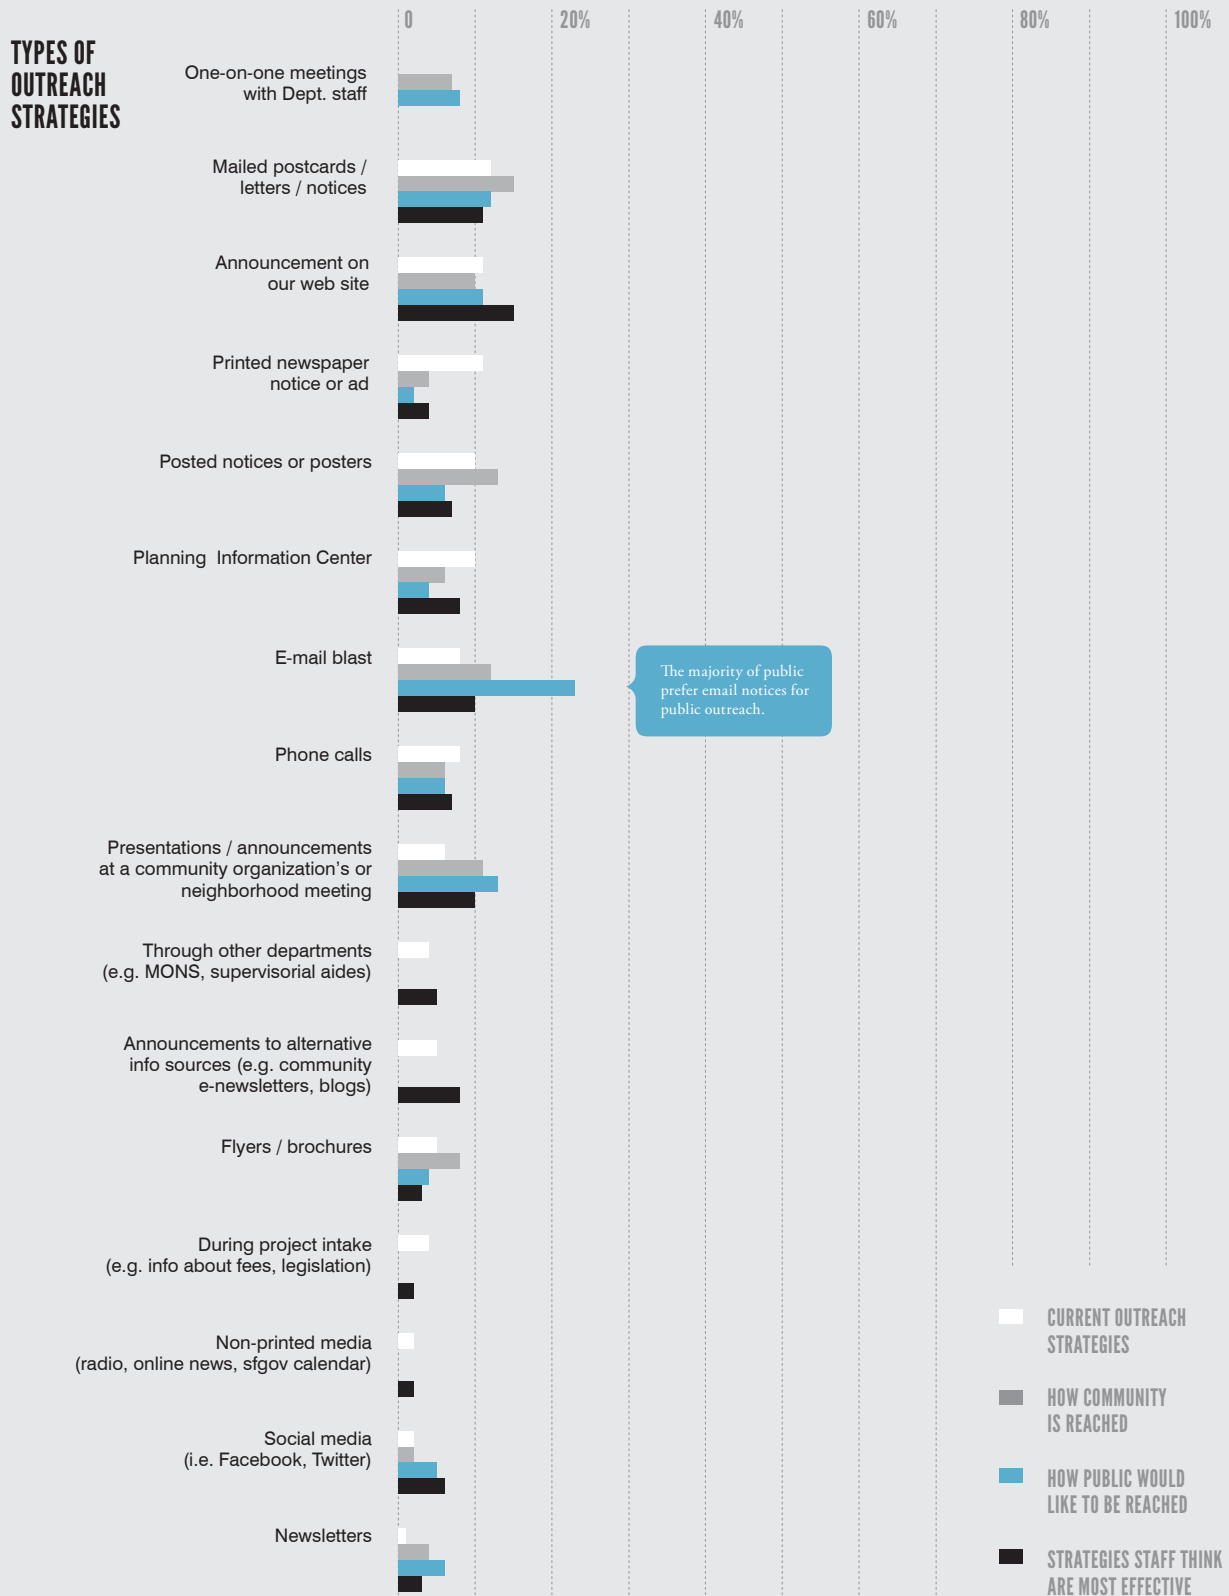 0 20% 40% 60% 80% 100%
TYPES OF
OUTREACH
STRATEGIES
One-on-one meetings
with Dept. staff
Mailed postcards /
letters / notices
Announcement on
our web site
Printed newspaper
notice or ad
Posted notices or posters
Planning Information Center
E-mail blast
The majority of public
prefer email notices for
public outreach.
Phone calls
Presentations / announcements
at a community organization's or
neighborhood meeting
Through other departments
(e.g. MONS, supervisorial aides)
Announcements to alternative
info sources (e.g. community
e-newsletters, blogs)
Flyers / brochures
During project intake
(e.g. info about fees, legislation)
Non-printed media
(radio, online news, sfgov calendar)
Social media
(i.e. Facebook, Twitter)
Newsletters
CURRENT OUTREACH
STRATEGIES
HOW COMMUNITY
IS REACHED
HOW PUBLIC WOULD
LIKE TO BE REACHED
STRATEGIES STAFF THINK
ARE MOST EFFECTIVE